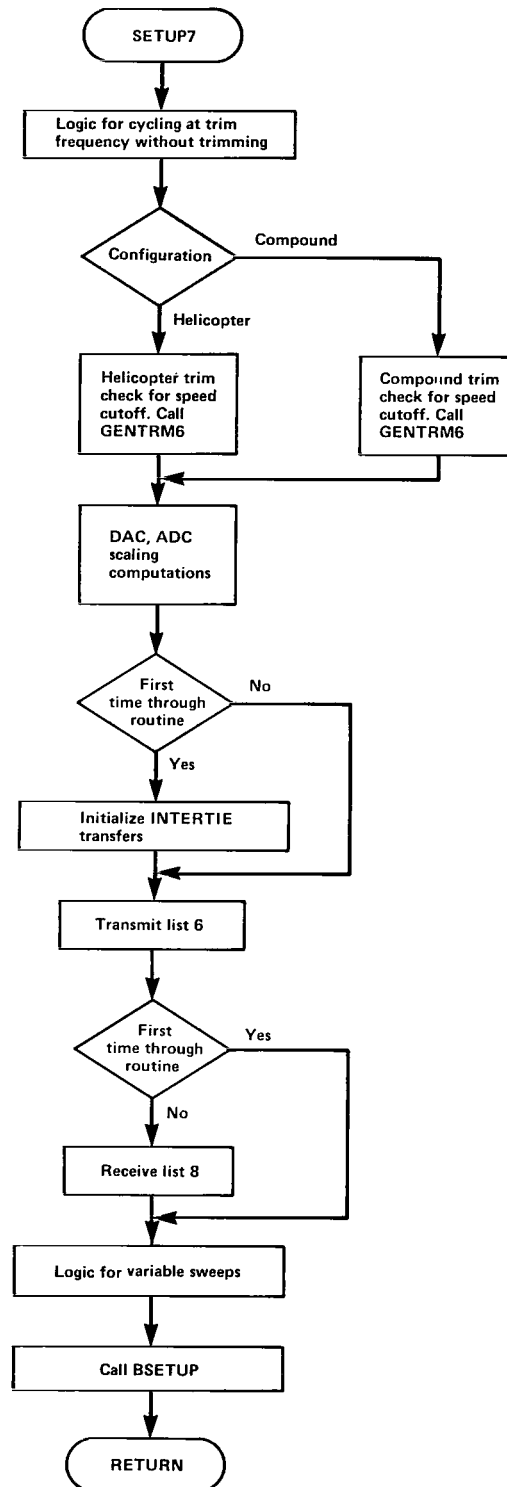 SETUP7
Logic for cycling at trim
frequency without trimming
Configuration
Compound
Helicopter
Helicopter trim
check for speed
cutoff. Call
GENTRM6
Compound trim
check for speed
cutoff. Call
GENTRM6
DAC, ADC
scaling
computations
First
time through
routine
No
Yes
Initialize INTERTIE
transfers
Transmit list 6
First
time through
routine
Yes
No
Receive list 8
Logic for variable sweeps
Call BSETUP
RETURN